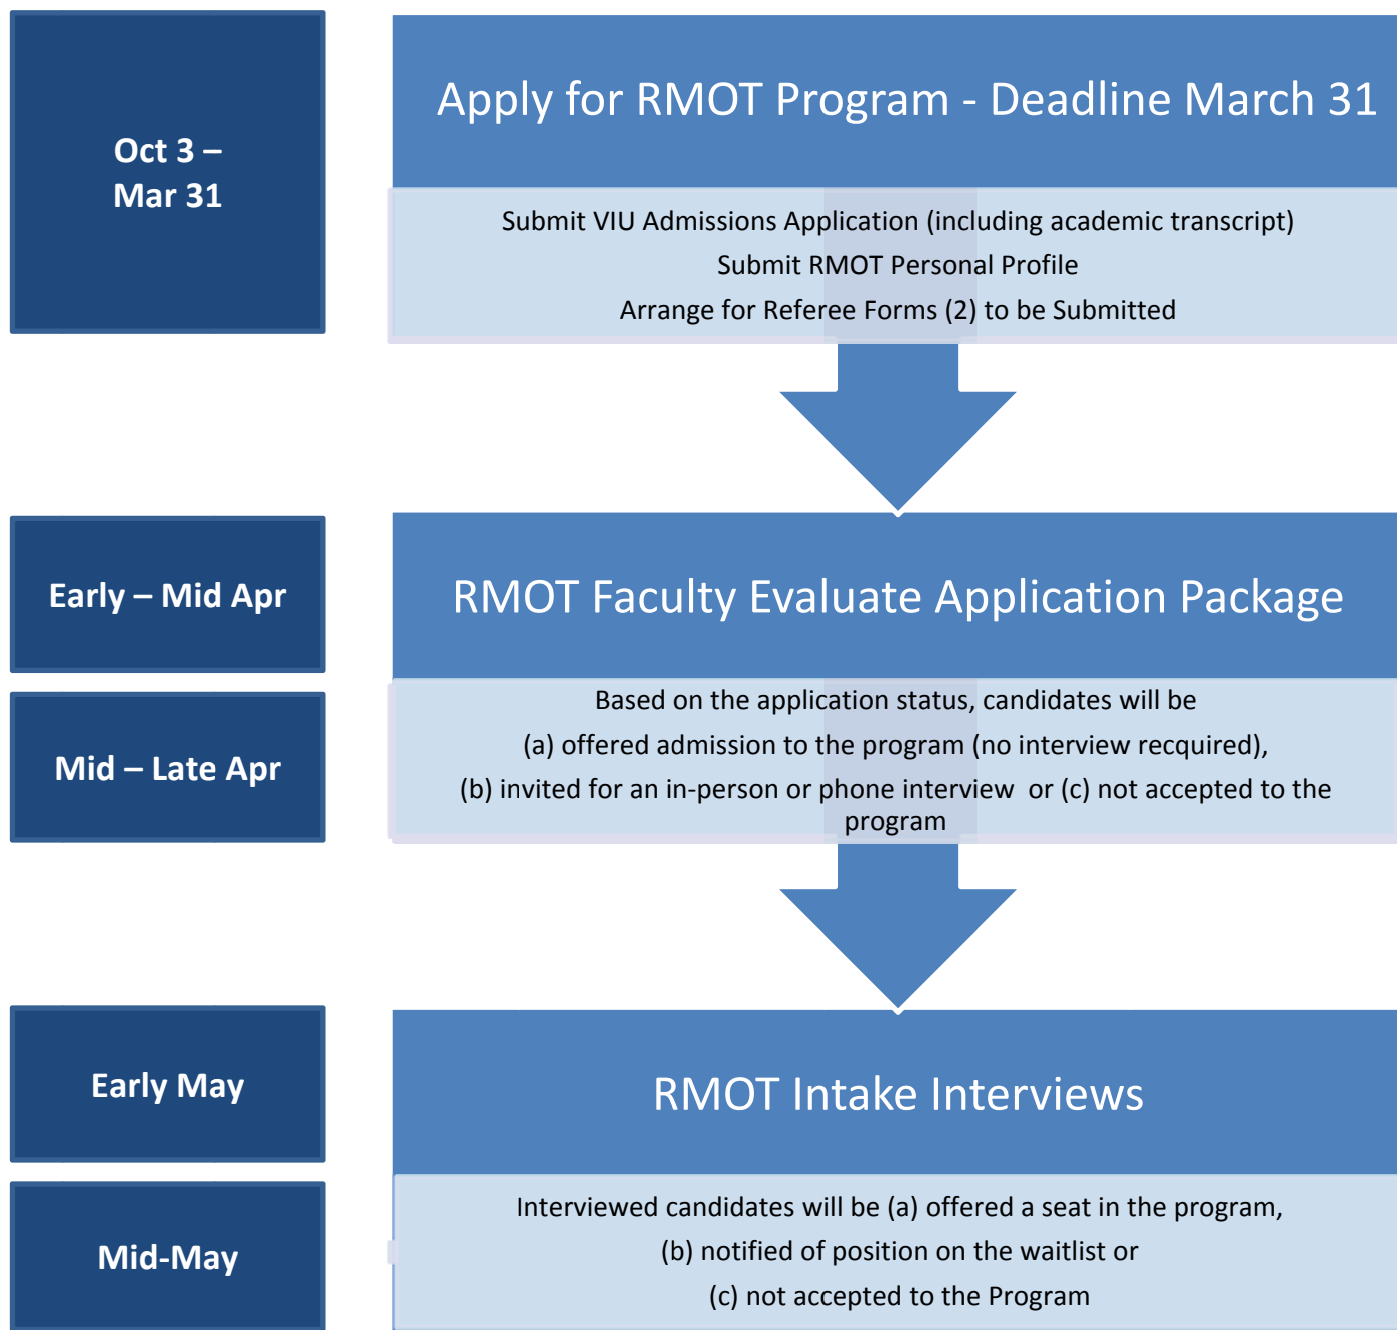 Oct 3 –
Mar 31
Apply for RMOT Program - Deadline March 31
Submit VIU Admissions Application (including academic transcript)
Submit RMOT Personal Profile
Arrange for Referee Forms (2) to be Submitted
Early – Mid Apr
RMOT Faculty Evaluate Application Package
Mid – Late Apr
Based on the application status, candidates will be
(a) offered admission to the program (no interview recquired),
(b) invited for an in-person or phone interview or (c) not accepted to the
program
Early May
RMOT Intake Interviews
Mid-May
Interviewed candidates will be (a) offered a seat in the program,
(b) notified of position on the waitlist or
(c) not accepted to the Program